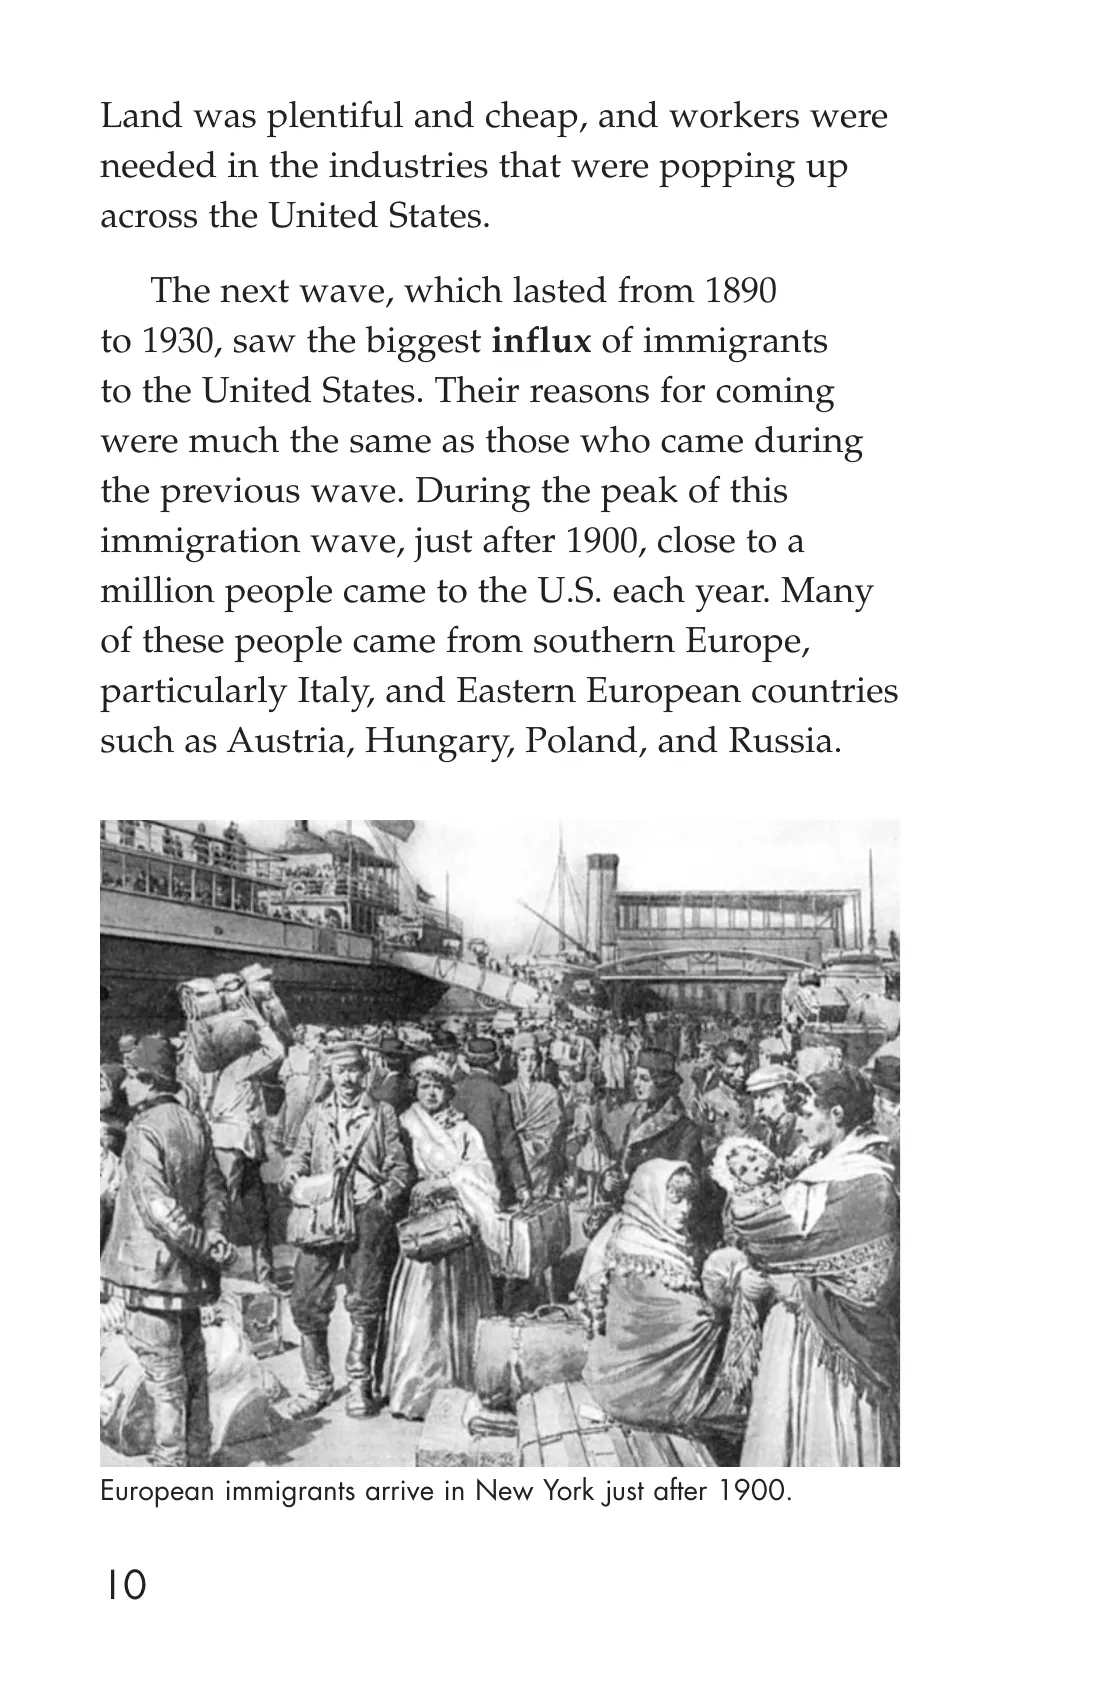 Land was plentiful and cheap, and workers were
needed in the industries that were popping up
across the United States.
The next wave, which lasted from 1890
to 1930, saw the biggest influx of immigrants
to the United States. Their reasons for coming
were much the same as those who came during
the previous wave. During the peak of this
immigration wave, just after 1900, close to a
million people came to the U.S. each year. Many
of these people came from southern Europe,
particularly Italy, and Eastern European countries
such as Austria, Hungary, Poland, and Russia.
European immigrants arrive in New York just after 1900.
10